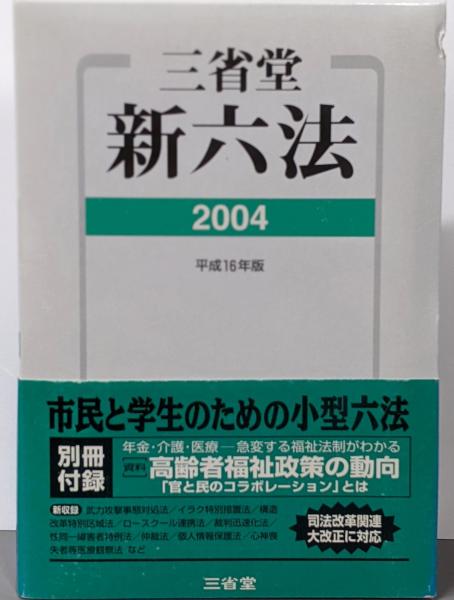 三省堂
新六法
2004
平成16年版
市民と学生のための小型六法
別冊
付録
年金・介護・医療―急変する福祉法制がわかる
資料 高齢者福祉政策の動向
「官と民のコラボレーション」とは
新収録 武力攻撃事態対処法／イラク特別措置法／構造
改革特別区域法／ロースクール連携法／裁判迅速化法／
性同一障害者特例法／仲裁法／個人情報保護法／心神喪
失者等医療観察法 など
司法改革関連
大改正に対応
三省堂